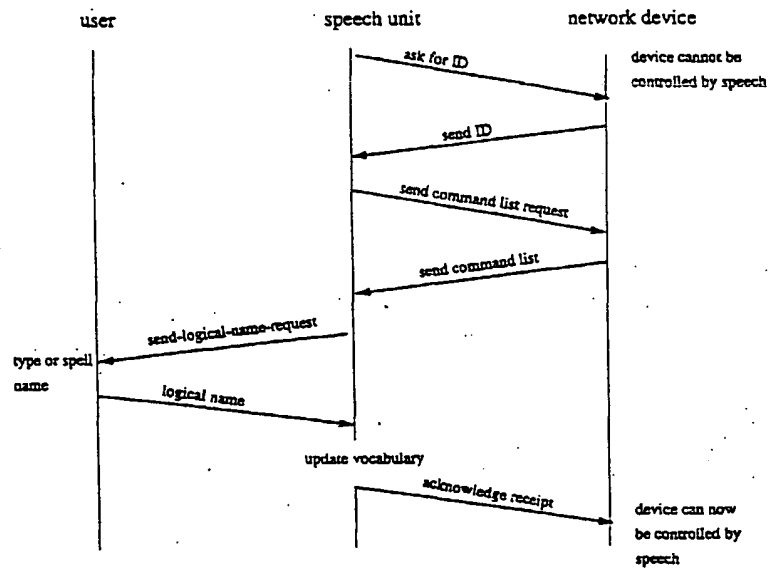 user
speech unit
network device
ask for ID
device cannot be
controlled by speech
send ID
send command list request
send command list
send-logical-name-request
type or spell
name
logical name
update vocabulary
acknowledge receipt
device can now
be controlled by
speech